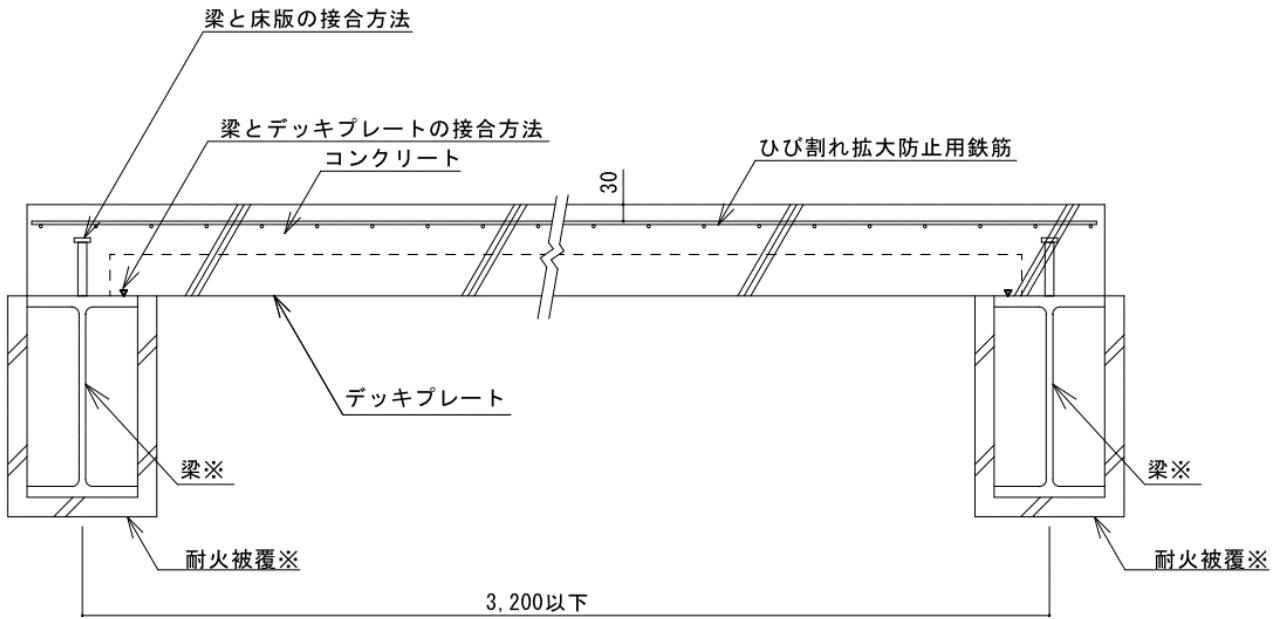 梁と床版の接合方法
梁とデッキプレートの接合方法
コンクリート
ひび割れ拡大防止用鉄筋
30
デッキプレート
梁※
梁※
耐火被覆※
耐火被覆※
3,200以下